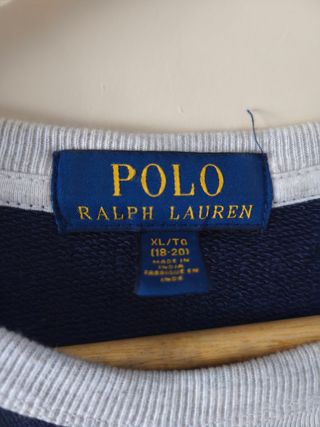 POLO
RALPH LAUREN
XL/TG
(18-20)
MADE IN
INDIA
FABRIQUÉ EN
INDE